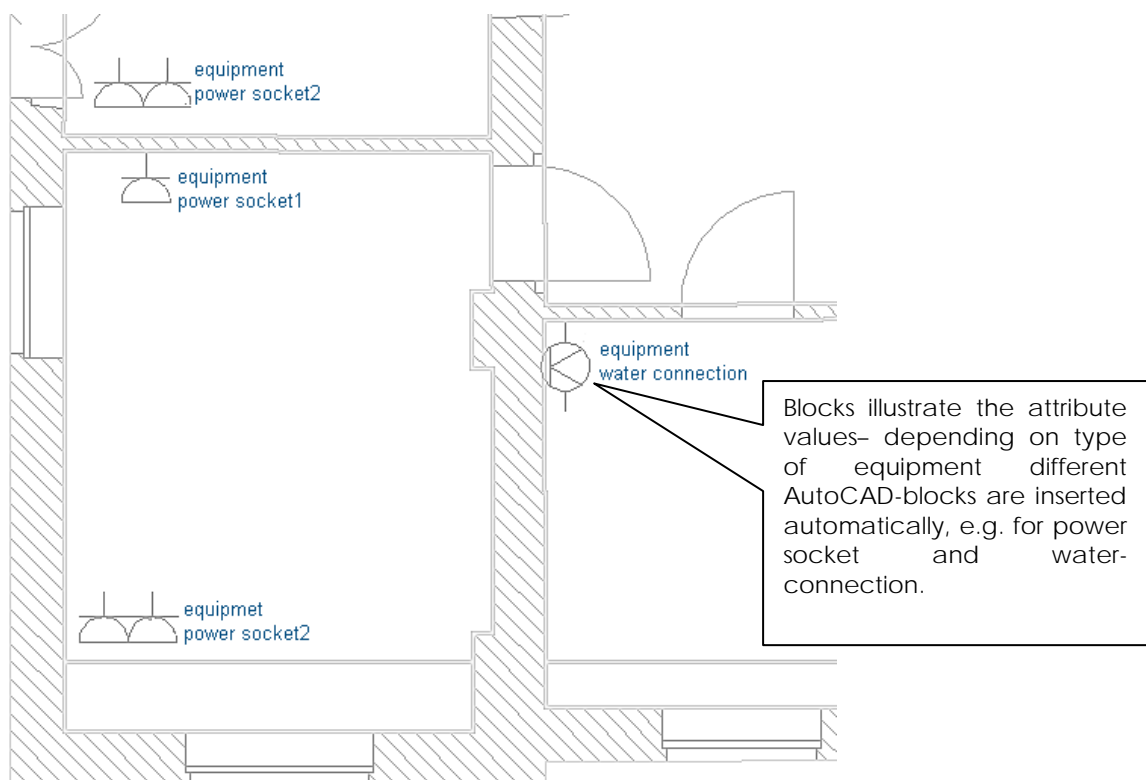 equipment
power socket2
equipment
power socket1
equipment
water connection
Blocks illustrate the attribute
values– depending on type
of equipment different
AutoCAD-blocks are inserted
automatically, e.g. for power
socket and water-
connection.
equipmet
power socket2